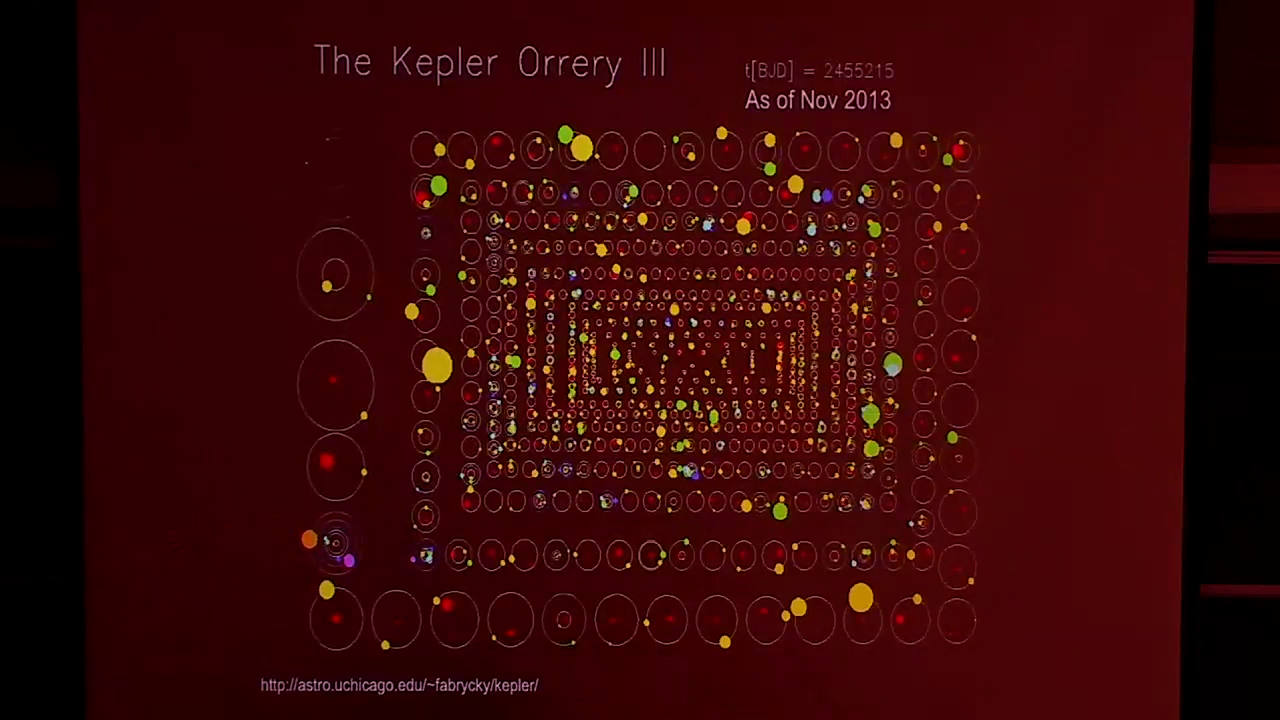 The Kepler Orrery III
t[BJD] = 2455215
As of Nov 2013
http://astro.uchicago.edu/~fabrycky/kepler/